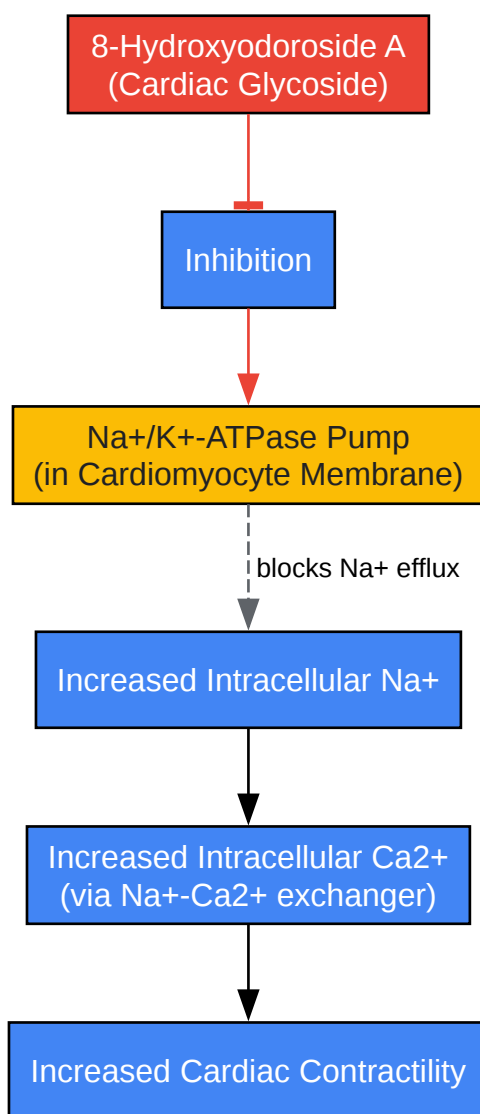 8-Hydroxyodoroside A
(Cardiac Glycoside)
Inhibition
Na+/K+-ATPase Pump
(in Cardiomyocyte Membrane)
blocks Na+ efflux
Increased Intracellular Na+
Increased Intracellular Ca2+
(via Na+-Ca2+ exchanger)
Increased Cardiac Contractility